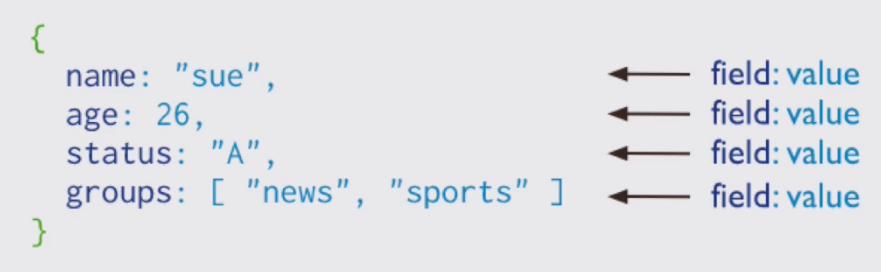 {
name: "sue", field: value
age: 26, field: value
status: "A", field: value
groups: [ "news", "sports" ] field: value
}